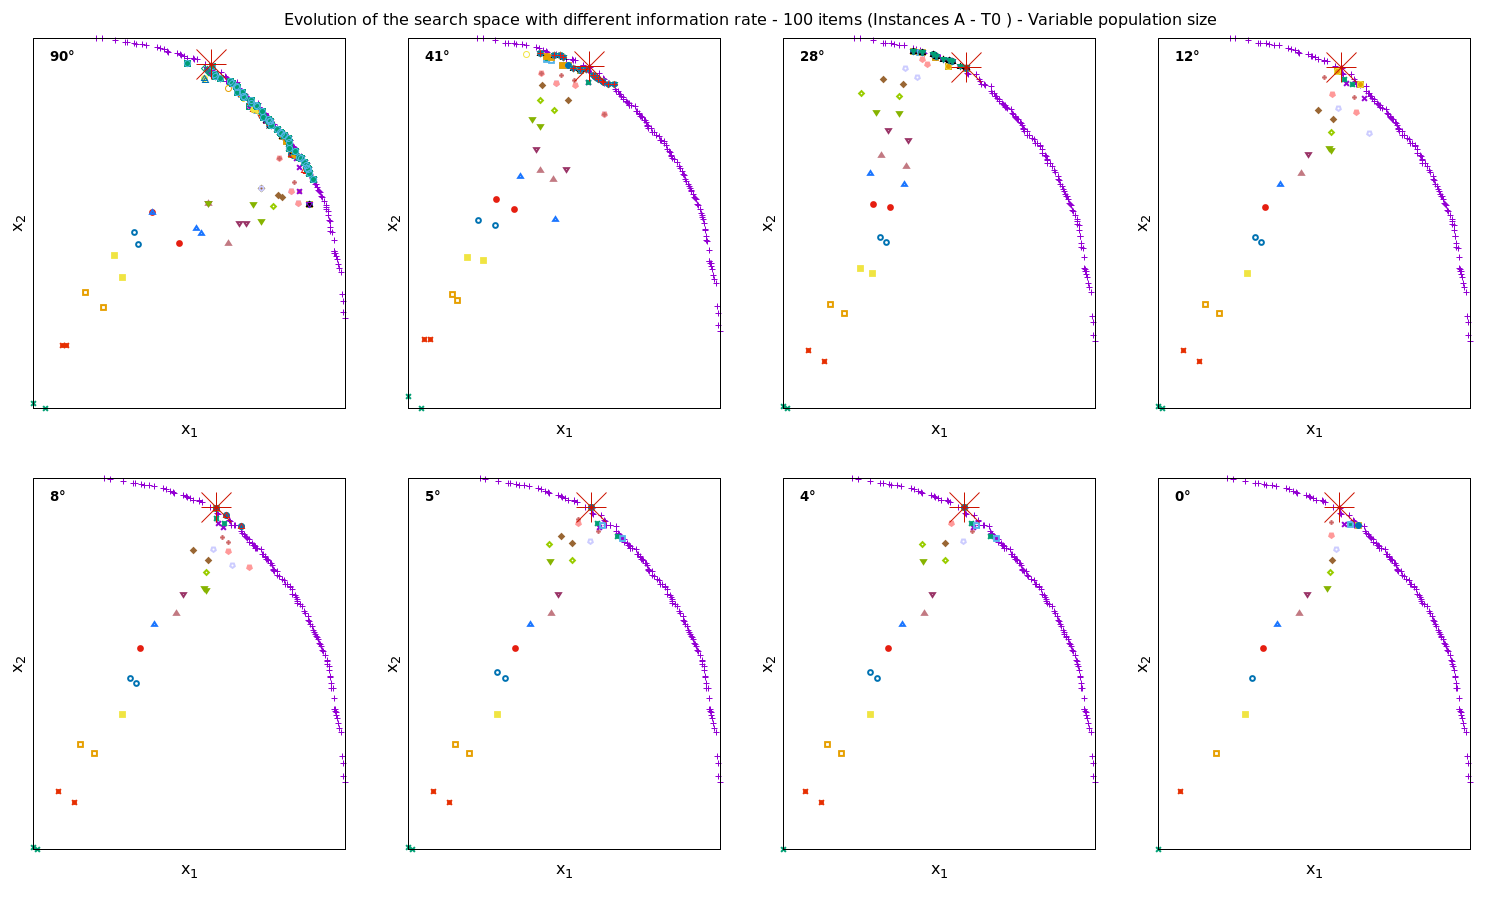 Evolution of the search space with different information rate - 100 items (Instances A - T0 ) - Variable population size
90°
41°
28°
12°
x2
x2
x2
x2
x1
x1
x1
x1
8°
5°
4°
0°
x2
x2
x2
x2
x1
x1
x1
x1